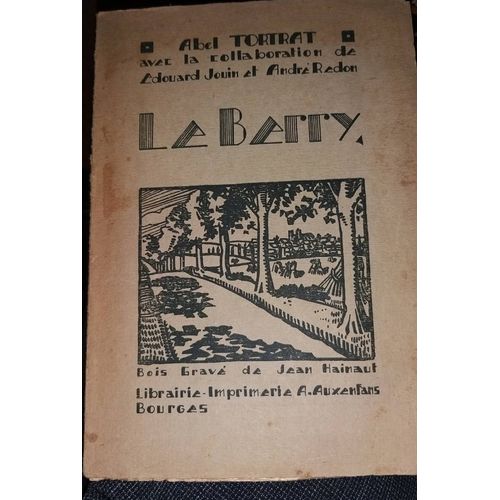 Abel TORTRAT
avec la collaboration de
Edouard Jouin et André Redon
Le Berry
Bois Gravé de Jean Hainaut
Librairie-Imprimerie A. Auxenfans
Bourges